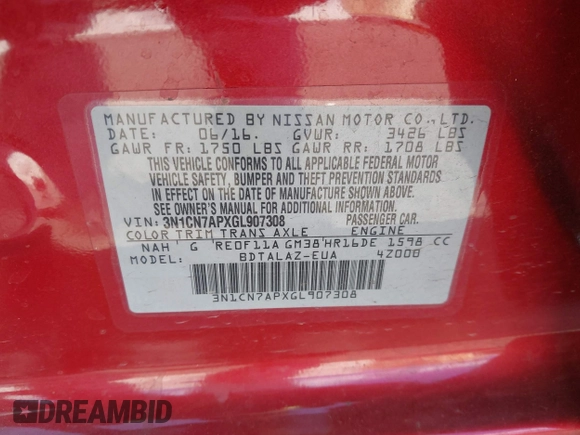 MANUFACTURED BY NISSAN MOTOR CO., LTD.
DATE: 06/16. GVWR: 3426 LBS
GAWR FR: 1750 LBS GAWR RR: 1708 LBS
THIS VEHICLE CONFORMS TO ALL APPLICABLE FEDERAL MOTOR
VEHICLE SAFETY, BUMPER AND THEFT PREVENTION STANDARDS
IN EFFECT ON THE DATE OF MANUFACTURE SHOWN ABOVE.
SEE OWNER'S MANUAL FOR ADDITIONAL INFORMATION.
VIN: 3N1CN7APXGL907308 PASSENGER CAR.
COLOR TRIM TRANS AXLE ENGINE
NAH G RE0F11A GM38 HR16DE 1598 CC
MODEL: BDTALAZ-EUA 4Z000
3N1CN7APXGL907308
DREAMBID